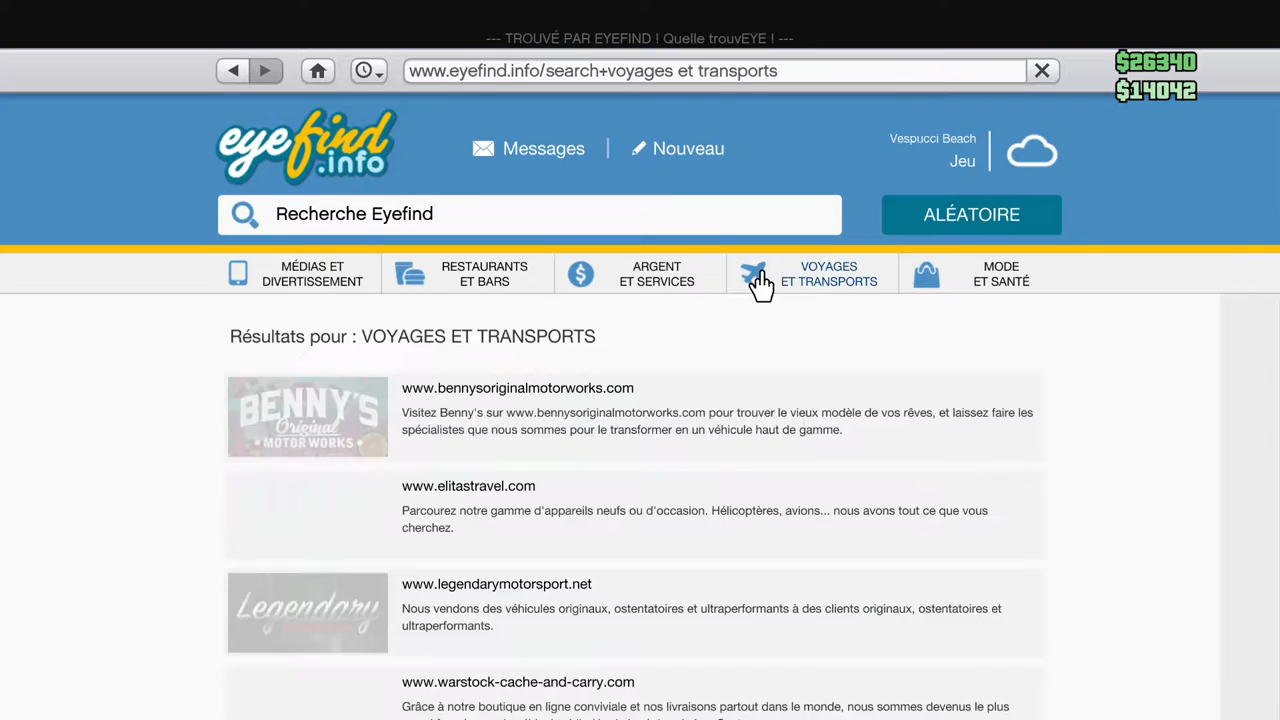 --- TROUVÉ PAR EYEFIND ! Quelle trouvEYE ! ---
www.eyefind.info/search+voyages et transports
$26340
$14042
eyefind
.info
Messages
Nouveau
Vespucci Beach
Jeu
Recherche Eyefind
ALÉATOIRE
MÉDIAS ET
DIVERTISSEMENT
RESTAURANTS
ET BARS
ARGENT
ET SERVICES
VOYAGES
ET TRANSPORTS
MODE
ET SANTÉ
Résultats pour : VOYAGES ET TRANSPORTS
BENNY'S
Original
MOTOR WORKS
www.bennysoriginalmotorworks.com
Visitez Benny's sur www.bennysoriginalmotorworks.com pour trouver le vieux modèle de vos rêves, et laissez faire les
spécialistes que nous sommes pour le transformer en un véhicule haut de gamme.
www.elitastravel.com
Parcourez notre gamme d'appareils neufs ou d'occasion. Hélicoptères, avions... nous avons tout ce que vous
cherchez.
Legendary
www.legendarymotorsport.net
Nous vendons des véhicules originaux, ostentatoires et ultraperformants à des clients originaux, ostentatoires et
ultraperformants.
www.warstock-cache-and-carry.com
Grâce à notre boutique en ligne conviviale et nos livraisons partout dans le monde, nous sommes devenus le plus